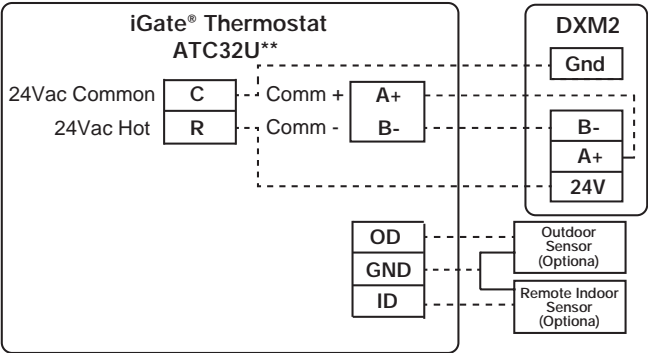 iGate® Thermostat
ATC32U**
DXM2
Gnd
24Vac Common
C
Comm +
A+
24Vac Hot
R
Comm -
B-
B-
A+
24V
OD
GND
ID
Outdoor
Sensor
(Optiona)
Remote Indoor
Sensor
(Optiona)